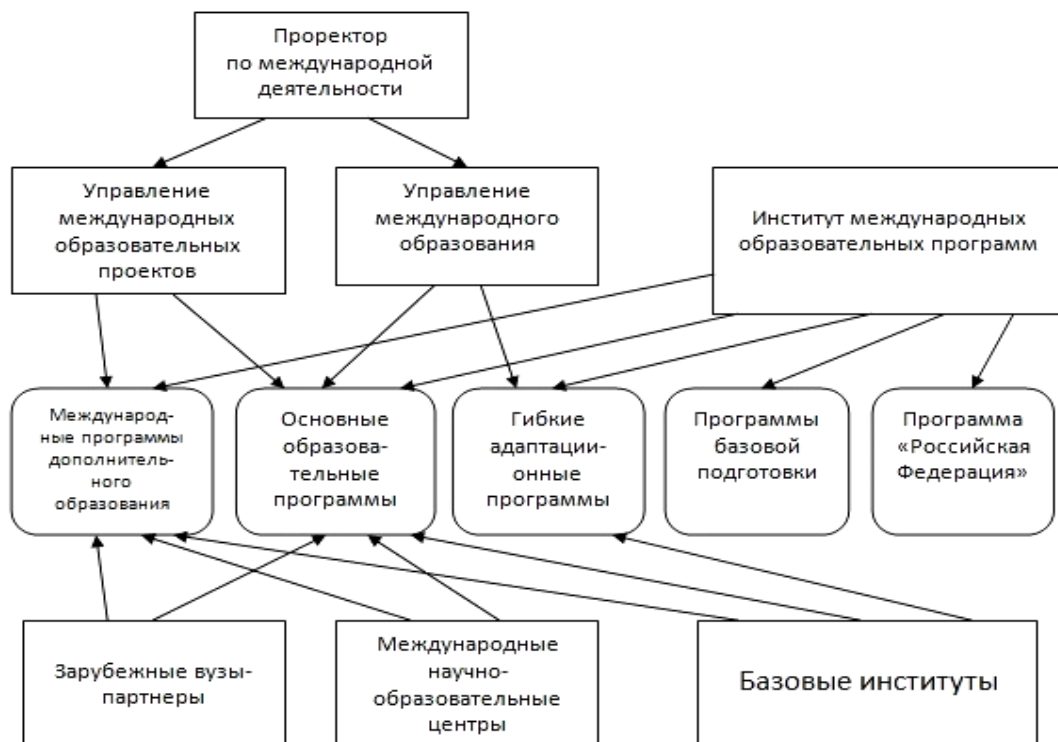 Проректор
по международной
деятельности
Управление
международных
образовательных
проектов
Управление
международного
образования
Институт международных
образовательных программ
Международ-
ные программы
дополнитель-
ного
образования
Основные
образова-
тельные
программы
Гибкие
адаптаци-
онные
программы
Программы
базовой
подготовки
Программа
«Российская
Федерация»
Зарубежные вузы-
партнеры
Международные
научно-
образовательные
центры
Базовые институты